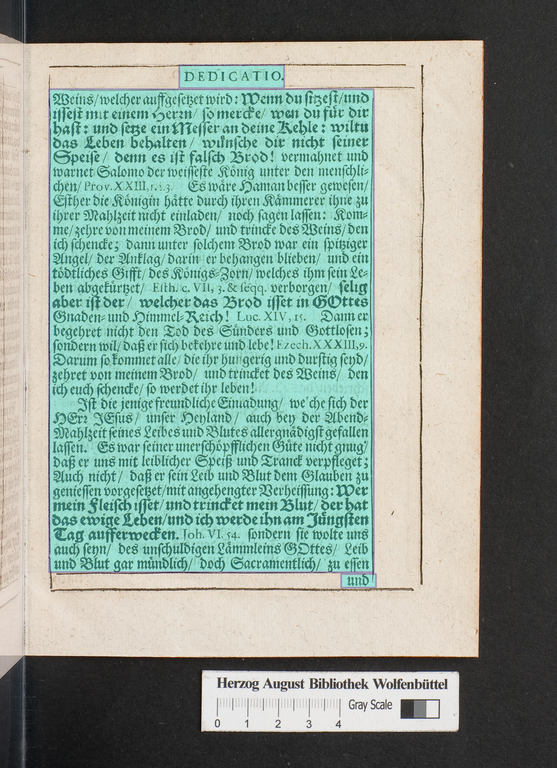 DEDICATIO.
Weins/ welcher auffgesetzet wird: Wenn du sitzest/ und
issest mit einem Herrn/ so mercke/ wen du für dir
hast: und setze ein Messer an deine Kehle: wiltu
das Leben behalten/ wünsche dir nicht seiner
Speise/ denn es ist falsch Brod! vermahnet und
warnet Salomo der weisseste König unter den menschli-
chen/ Prov. XXIII,
Es wäre Haman besser gewesen/
Esther die Königin hätte durch ihren Kämmerer ihne zu
ihrer Mahlzeit nicht einladen/ noch sagen lassen: Kom-
me/ zehre von meinem Brod/ und trincke des Weins/ den
ich schencke; dann unter solchem Brod war ein spitziger
Angel/ der Anklag/ darin er behangen blieben/ und ein
tödtliches Gifft/ des Königs-Zorn/ welches ihm sein Le-
ben abgekürtzet/ Esth. c. VII, 3. & seqq. verborgen/ selig
aber ist der/ welcher das Brod isset in GOttes
Gnaden- und Himmel-Reich! Luc. XIV, 15. Dann er
begehret nicht den Tod des Sünders und Gottlosen;
sondern wil/ daß er sich bekehre und lebe! Ezech. XXXIII, 9.
Darum so kommet alle/ die ihr hungerig und durstig seyd/
zehret von meinem Brod/ und trincket des Weins/ den
ich euch schencke/ so werdet ihr leben!
Ist die jenige freundliche Einladung/ welche sich der
HErr JEsus/ unser Heyland/ auch bey der Abend-
Mahlzeit seines Leibes und Blutes allergnädigst gefallen
lassen. Es war seiner unerschöpfflichen Güte nicht gnug/
daß er uns mit leiblicher Speiß und Tranck verpfleget;
Auch nicht/ daß er sein Leib und Blut dem Glauben zu
geniessen vorgesetzet/ mit angehengter Verheissung: Wer
mein Fleisch isset/ und trincket mein Blut/ der hat
das ewige Leben/ und ich werde ihn am Jüngsten
Tag aufferwecken. Joh. VI. 54. sondern sie wolte uns
auch seyn/ des unschuldigen Lämmleins GOttes/ Leib
und Blut gar mündlich/ doch Sacramentlich/ zu essen
und
Herzog August Bibliothek Wolfenbüttel
0 1 2 3 4
Gray Scale